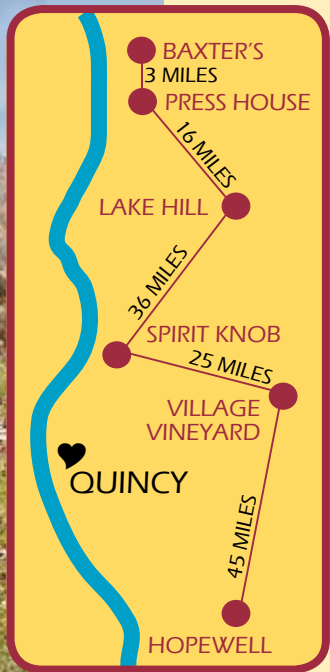 BAXTER'S
3 MILES
PRESS HOUSE
16 MILES
LAKE HILL
36 MILES
SPIRIT KNOB
25 MILES
VILLAGE
VINEYARD
QUINCY
45 MILES
HOPEWELL